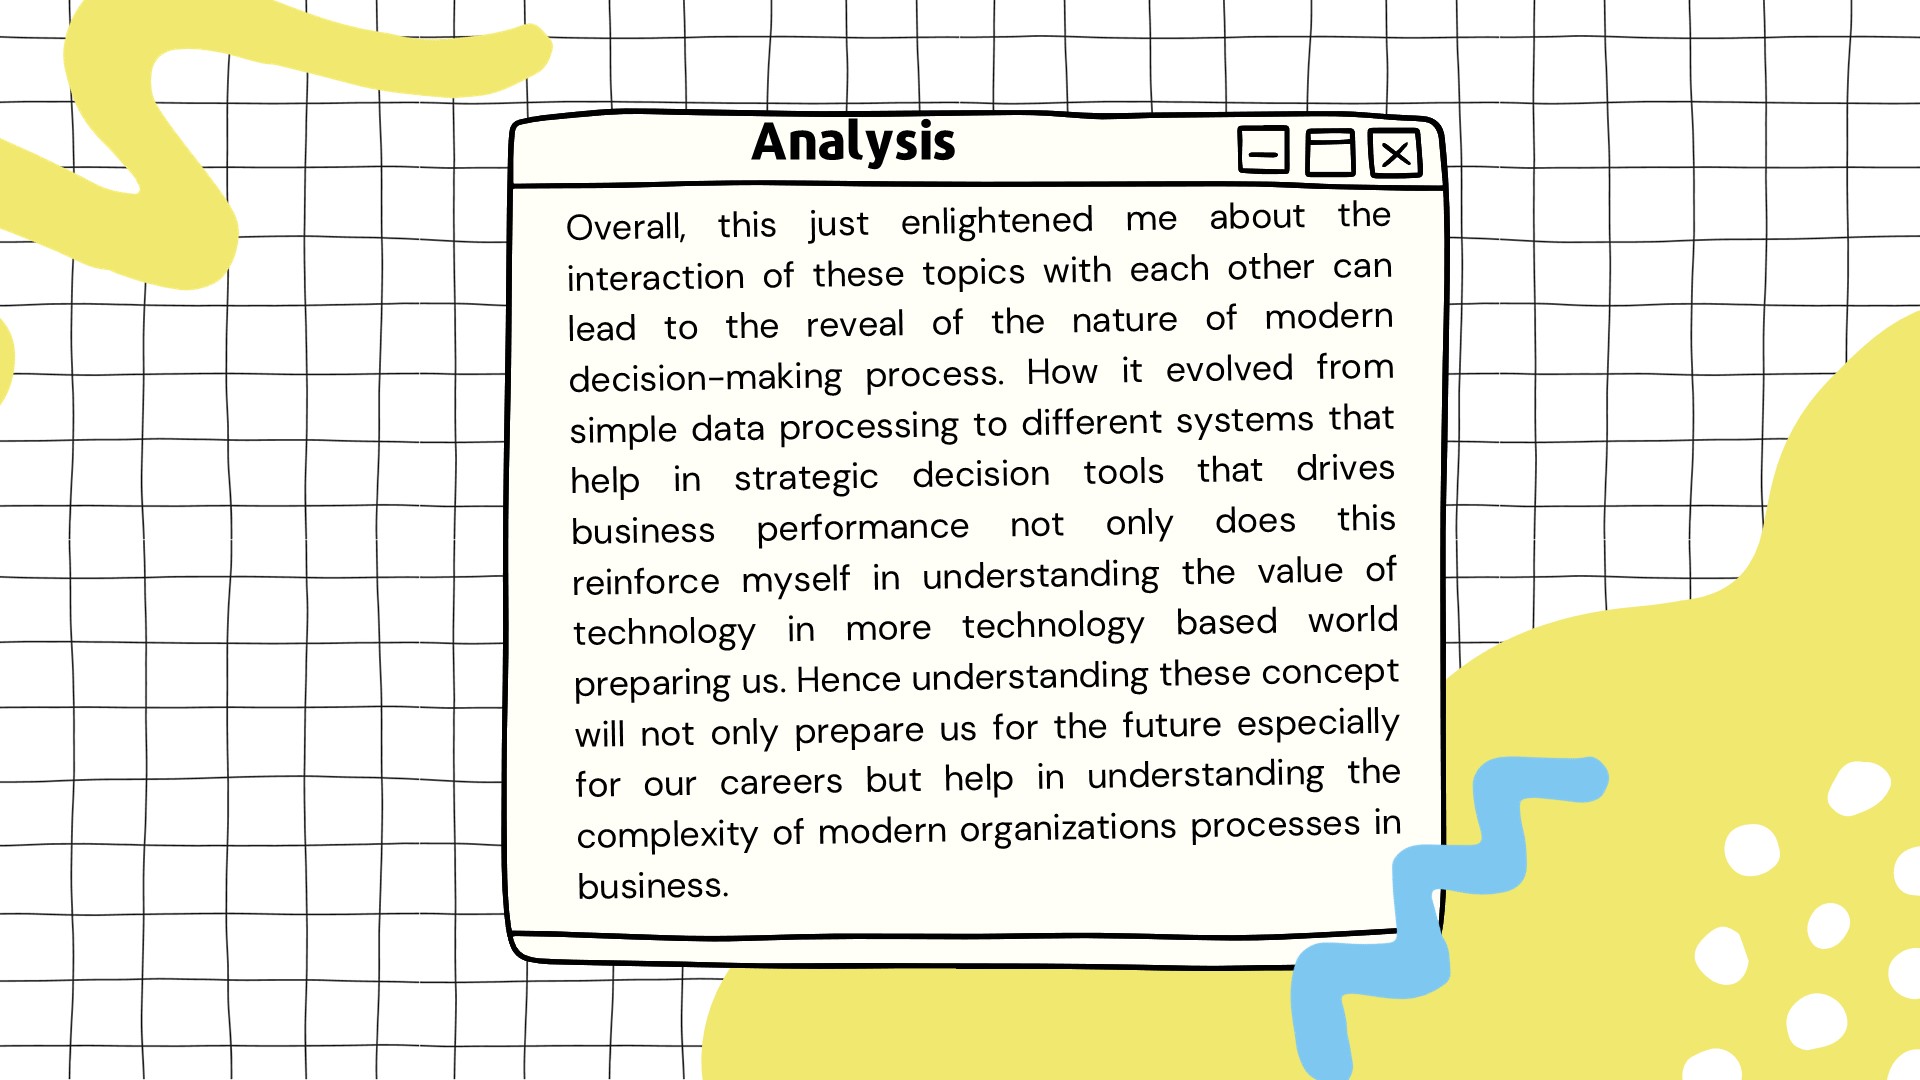 Analysis
Overall, this just enlightened me about the
interaction of these topics with each other can
lead to the reveal of the nature of modern
decision-making process. How it evolved from
simple data processing to different systems that
help in strategic decision tools that drives
business performance not only does this
reinforce myself in understanding the value of
technology in more technology based world
preparing us. Hence understanding these concept
will not only prepare us for the future especially
for our careers but help in understanding the
complexity of modern organizations processes in
business.